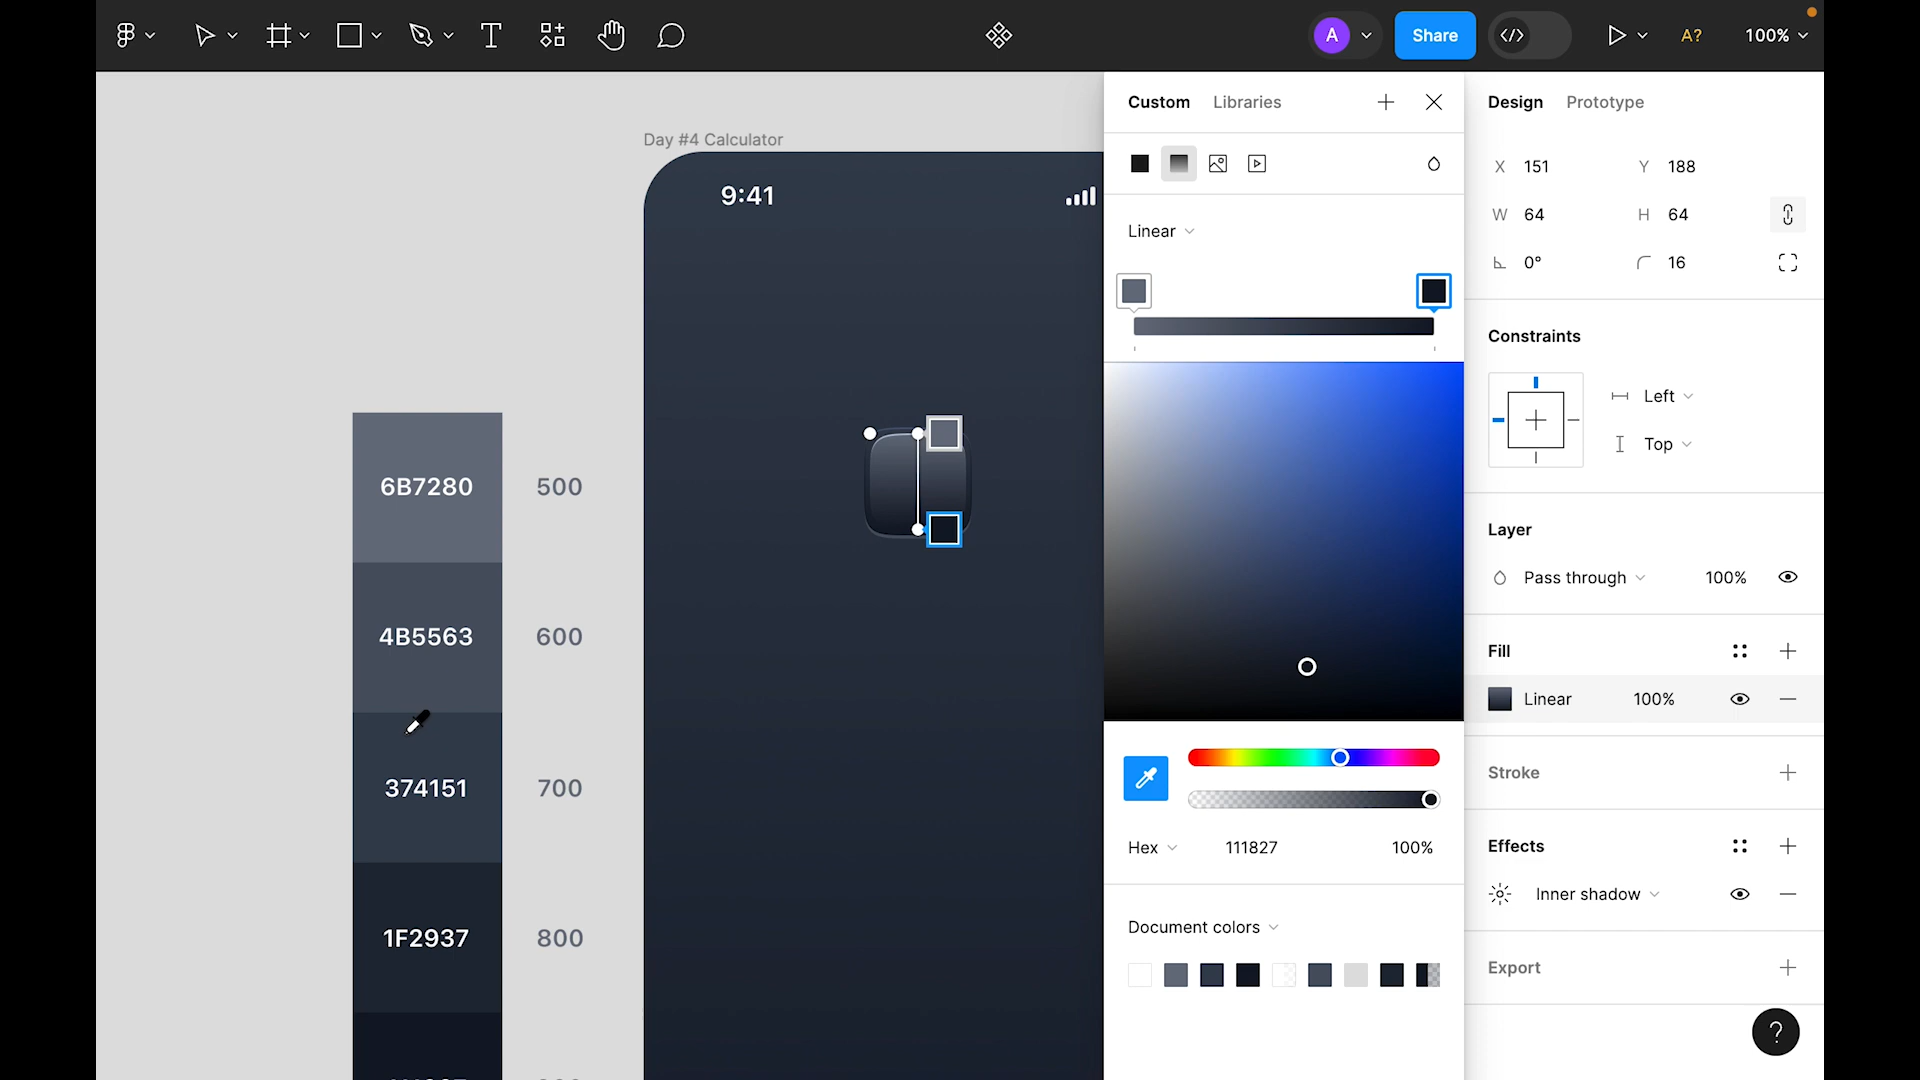 A
Share
A?
100%
Custom
Libraries
Design
Prototype
Day #4 Calculator
9:41
X 151
Y 188
W 64
H 64
0°
16
Linear
Constraints
Left
Top
6B7280
500
4B5563
600
374151
700
1F2937
800
Layer
Pass through
100%
Fill
Linear
100%
Stroke
Hex
111827
100%
Effects
Inner shadow
Document colors
Export
?